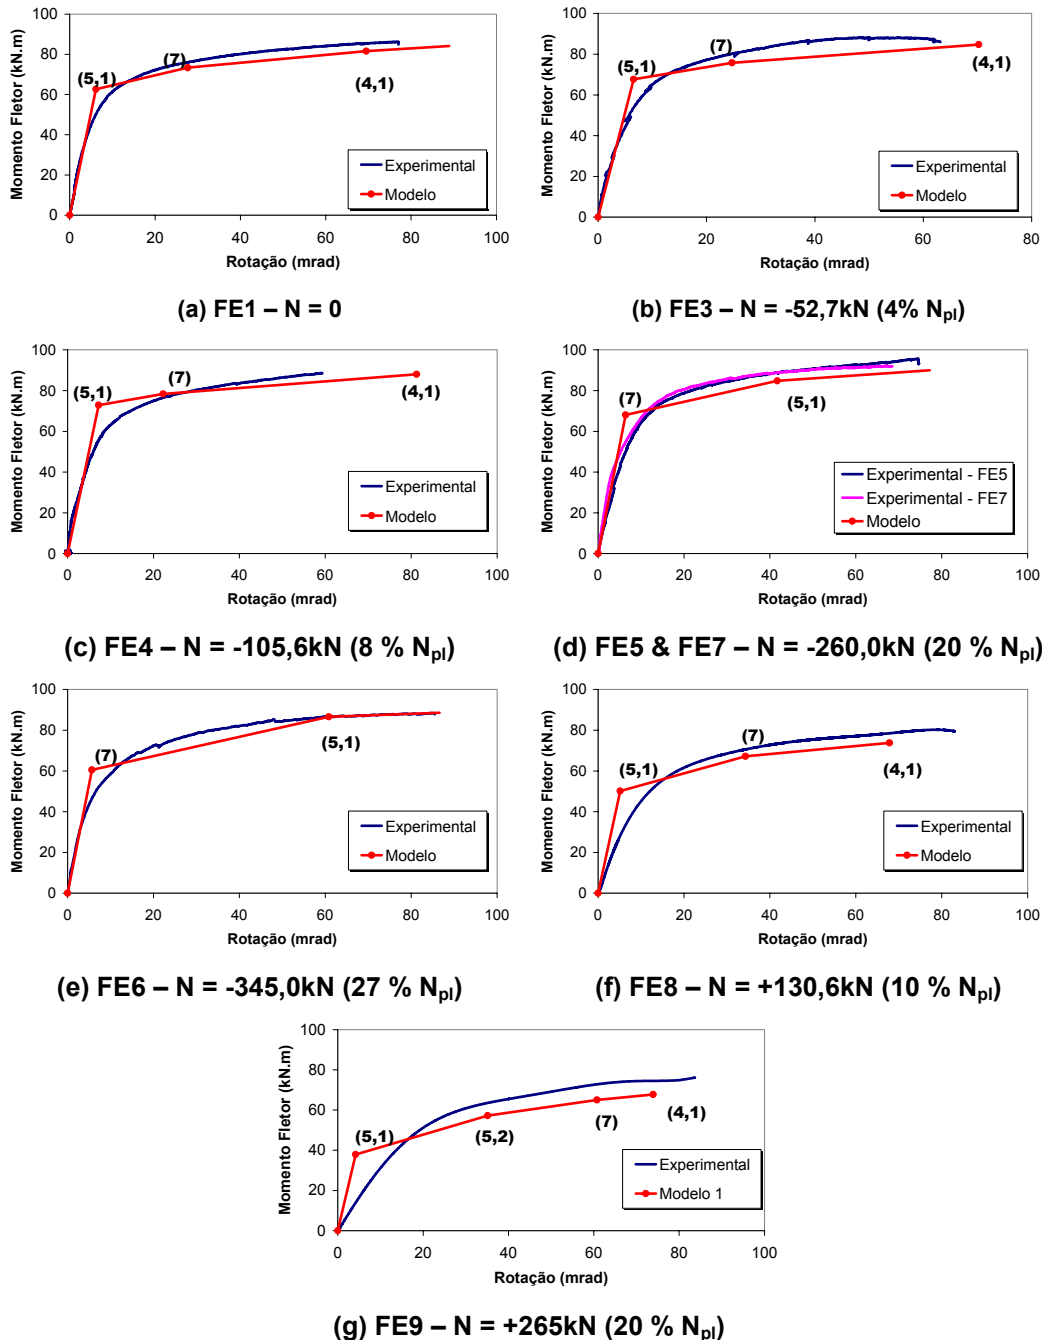 100
80
60
40
20
0
0 20 40 60 80 100
Momento Fletor (kN.m)
Rotação (mrad)
(5,1)
(7)
(4,1)
Experimental
Modelo
(a) FE1 – N = 0
100
80
60
40
20
0
0 20 40 60 80
Momento Fletor (kN.m)
Rotação (mrad)
(5,1)
(7)
(4,1)
Experimental
Modelo
(b) FE3 – N = -52,7kN (4% Npl)
100
80
60
40
20
0
0 20 40 60 80 100
Momento Fletor (kN.m)
Rotação (mrad)
(5,1)
(7)
(4,1)
Experimental
Modelo
(c) FE4 – N = -105,6kN (8 % Npl)
100
80
60
40
20
0
0 20 40 60 80 100
Momento Fletor (kN.m)
Rotação (mrad)
(7)
(5,1)
Experimental - FE5
Experimental - FE7
Modelo
(d) FE5 & FE7 – N = -260,0kN (20 % Npl)
100
80
60
40
20
0
0 20 40 60 80 100
Momento Fletor (kN.m)
Rotação (mrad)
(7)
(5,1)
Experimental
Modelo
(e) FE6 – N = -345,0kN (27 % Npl)
100
80
60
40
20
0
0 20 40 60 80 100
Momento Fletor (kN.m)
Rotação (mrad)
(5,1)
(7)
(4,1)
Experimental
Modelo
(f) FE8 – N = +130,6kN (10 % Npl)
100
80
60
40
20
0
0 20 40 60 80 100
Momento Fletor (kN.m)
Rotação (mrad)
(5,1)
(5,2)
(7)
(4,1)
Experimental
Modelo 1
(g) FE9 – N = +265kN (20 % Npl)